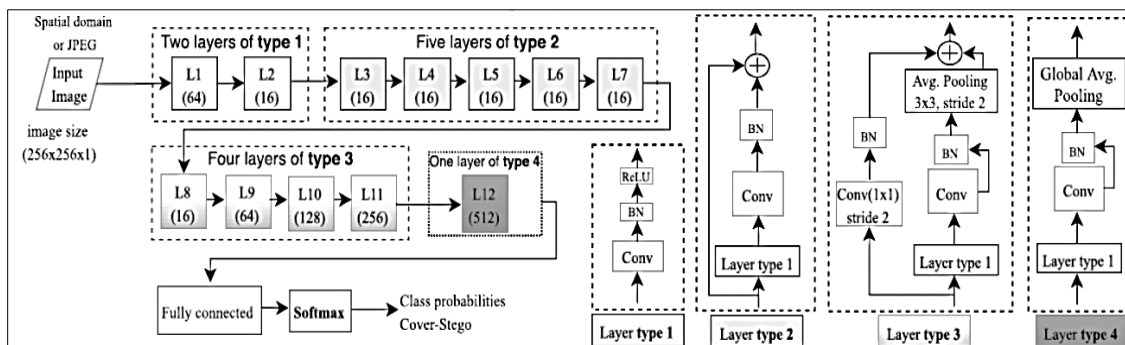 Spatial domain
or JPEG
Input
Image
image size
(256x256x1)
Two layers of type 1
L1
(64)
L2
(16)
Five layers of type 2
L3
(16)
L4
(16)
L5
(16)
L6
(16)
L7
(16)
Four layers of type 3
L8
(16)
L9
(64)
L10
(128)
L11
(256)
One layer of type 4
L12
(512)
Fully connected
Softmax
Class probabilities
Cover-Stego
ReLU
BN
Conv
Layer type 1
BN
Conv
Layer type 1
Layer type 2
Avg. Pooling
3x3, stride 2
BN
BN
Conv(1x1)
stride 2
Conv
Layer type 1
Layer type 3
Global Avg.
Pooling
BN
Conv
Layer type 1
Layer type 4